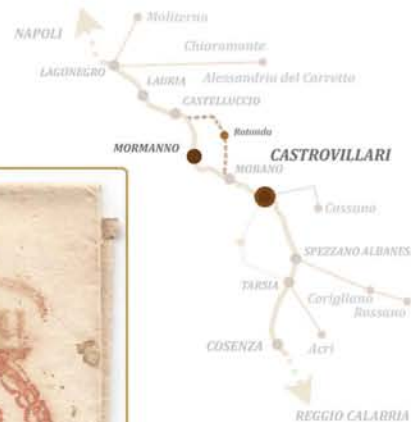 Moliterno
NAPOLI
Chiaromonte
LAGONEGRO
LAURIA
Alessandria del Carretto
CASTELLUCCIO
Rotonda
MORMANNO
CASTROVILLARI
MORANO
Cassano
SPEZZANO ALBANES
TARSIA
Corigliano
Rossano
COSENZA
Acri
REGGIO CALABRIA